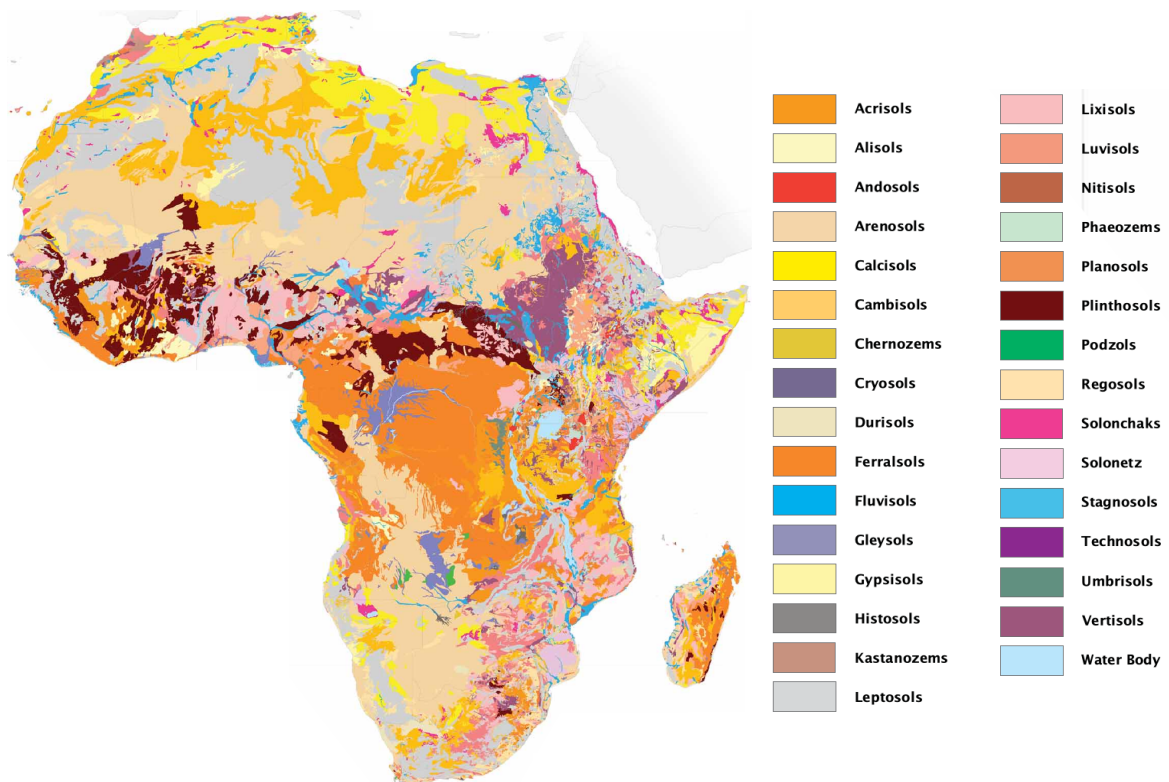 Acrisols
Alisols
Andosols
Arenosols
Calcisols
Cambisols
Chernozems
Cryosols
Durisols
Ferralsols
Fluvisols
Gleysols
Gypsisols
Histosols
Kastanozems
Leptosols
Lixisols
Luvisols
Nitisols
Phaeozems
Planosols
Plinthosols
Podzols
Regosols
Solonchaks
Solonetz
Stagnosols
Technosols
Umbrisols
Vertisols
Water Body